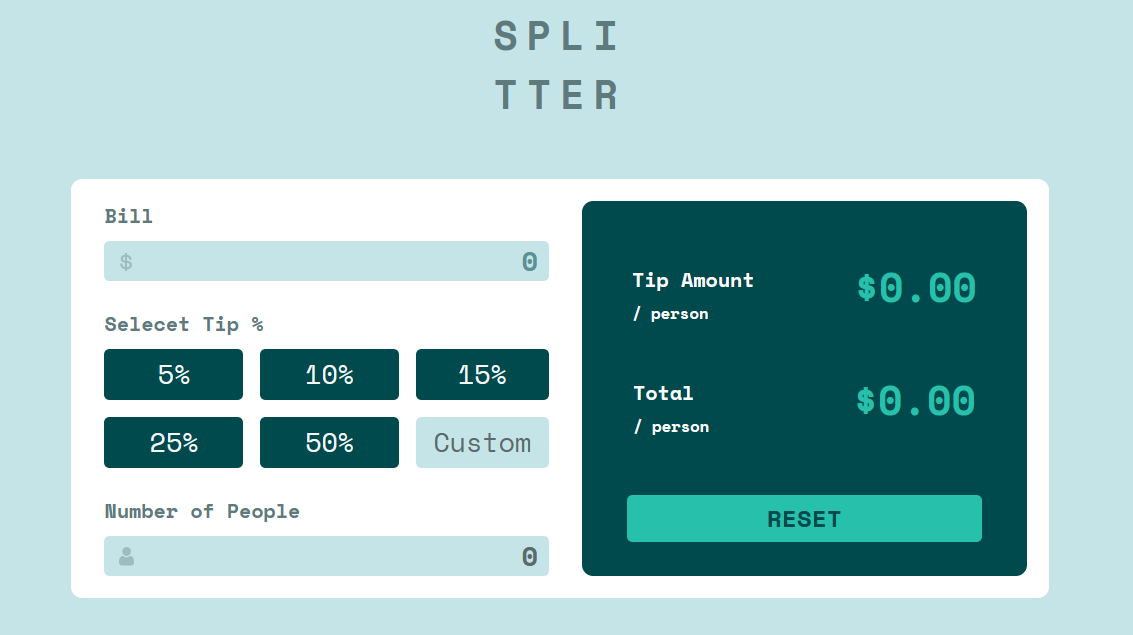 SPLI
TTER
Bill
$ 0
Selecet Tip %
5% 10% 15%
25% 50% Custom
Number of People
0
Tip Amount $0.00
/ person
Total $0.00
/ person
RESET